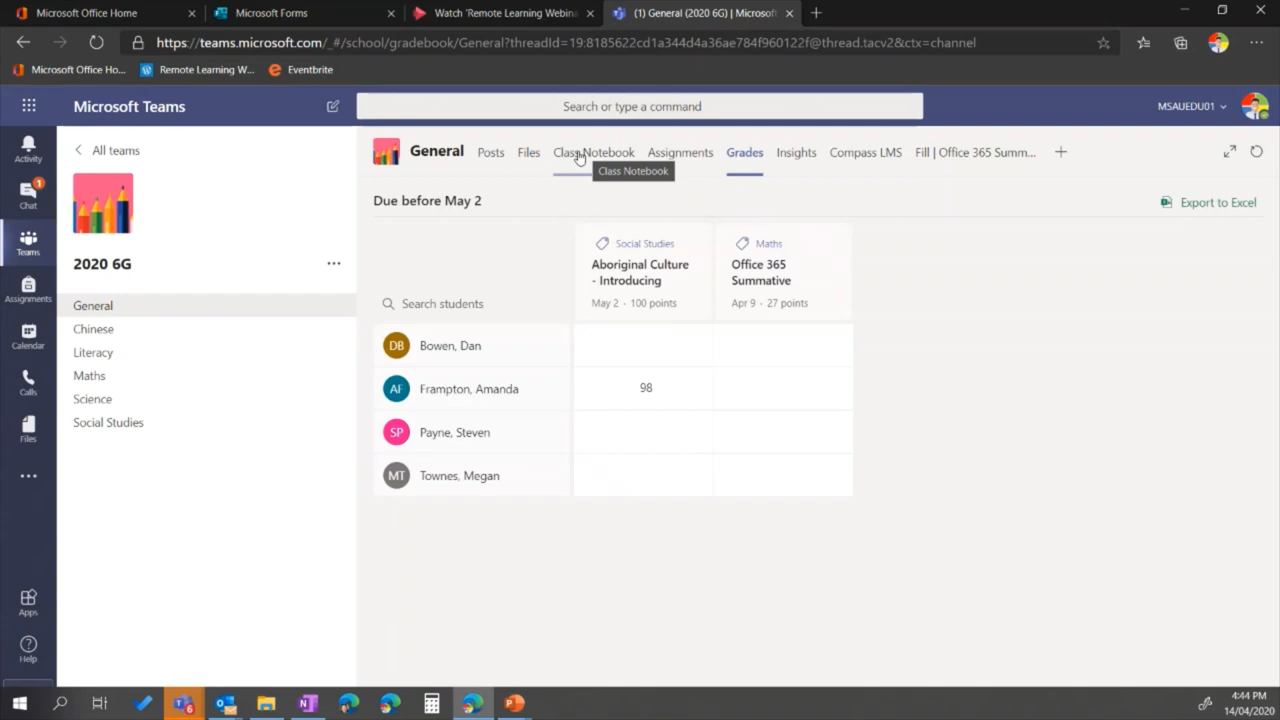 Microsoft Office Home
Microsoft Forms
Watch 'Remote Learning Webina
(1) General (2020 6G) | Microsoft
https://teams.microsoft.com/_#/school/gradebook/General?threadId=19:8185622cd1a344d4a36ae784f960122f@thread.tacv2&ctx=channel
Microsoft Office Ho...
Remote Learning W...
Eventbrite
Microsoft Teams
Search or type a command
MSAUEDU01
Activity
Chat
1
Teams
Assignments
Calendar
Calls
Files
Apps
Help
All teams
2020 6G
General
Chinese
Literacy
Maths
Science
Social Studies
General
Posts
Files
Class Notebook
Assignments
Grades
Insights
Compass LMS
Fill | Office 365 Summ...
Class Notebook
Due before May 2
Export to Excel
Search students
Social Studies
Aboriginal Culture
- Introducing
May 2 · 100 points
Maths
Office 365
Summative
Apr 9 · 27 points
DB Bowen, Dan
AF Frampton, Amanda 98
SP Payne, Steven
MT Townes, Megan
6
4:44 PM
14/04/2020